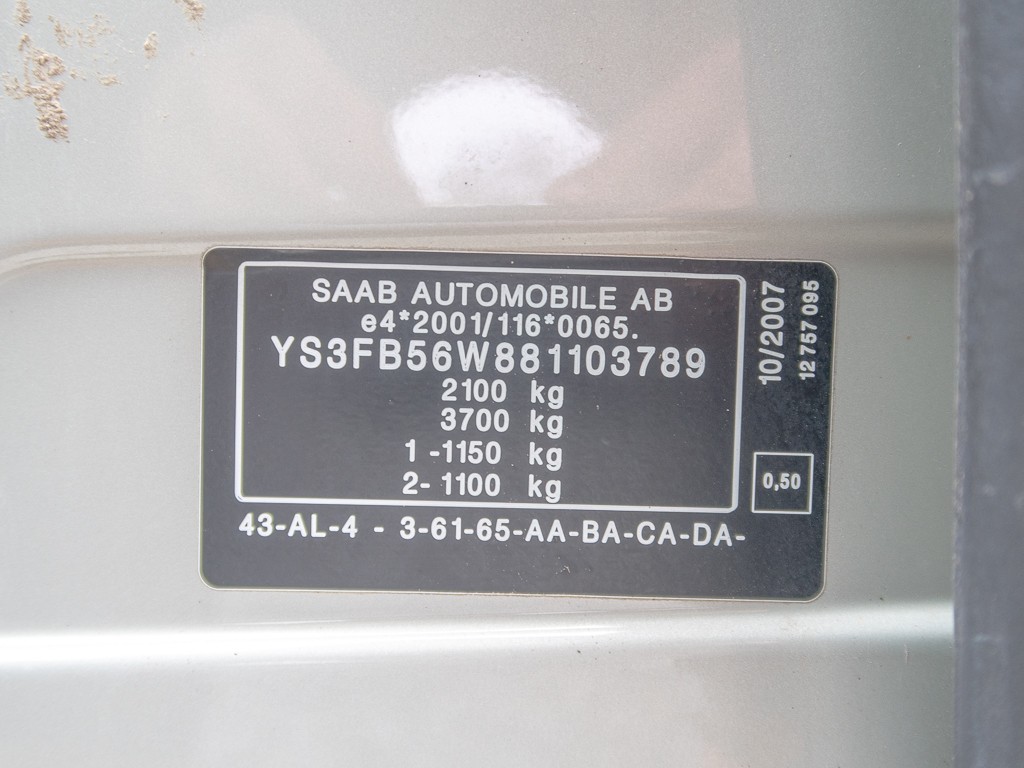 SAAB AUTOMOBILE AB
e4*2001/116*0065.
YS3FB56W881103789
2100 kg
3700 kg
1 -1150 kg
2- 1100 kg
43-AL-4 - 3-61-65-AA-BA-CA-DA-
10/2007
12 757 095
0,50